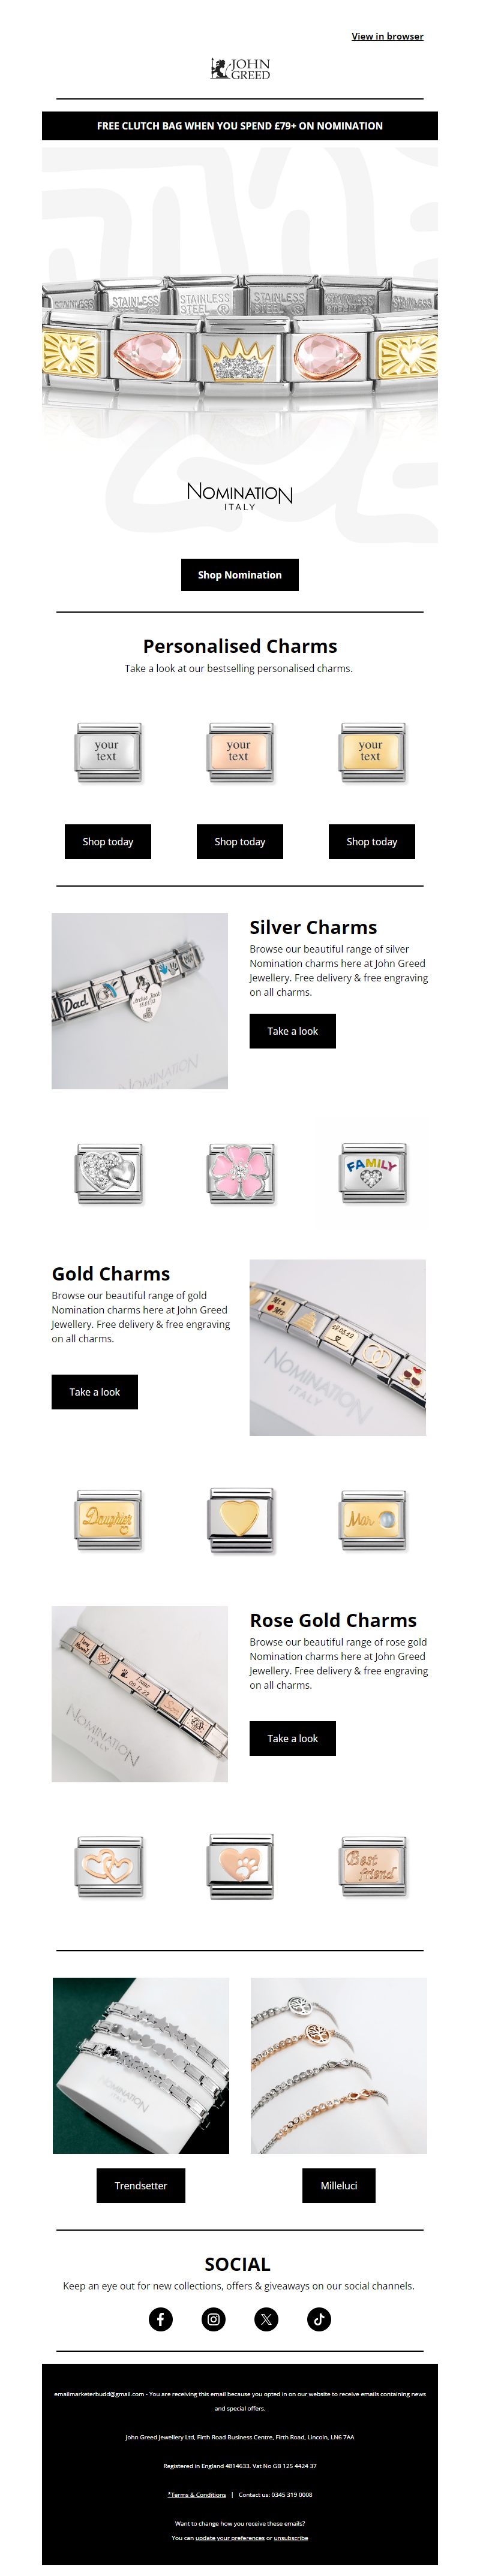 View in browser
JOHN
GREED
FREE CLUTCH BAG WHEN YOU SPEND £79+ ON NOMINATION
STAINLESS
STAINLESS
STEEL ®
STAINLESS
STAINLESS
NOMINATION
ITALY
Shop Nomination
Personalised Charms
Take a look at our bestselling personalised charms.
your
text
your
text
your
text
Shop today
Shop today
Shop today
Silver Charms
Browse our beautiful range of silver
Nomination charms here at John Greed
Jewellery. Free delivery & free engraving
on all charms.
Take a look
Dad
NOMINATION
FAMILY
Gold Charms
Browse our beautiful range of gold
Nomination charms here at John Greed
Jewellery. Free delivery & free engraving
on all charms.
Take a look
Mr &
Mrs
NOMINATION
ITALY
Daughter
Mom
Rose Gold Charms
Browse our beautiful range of rose gold
Nomination charms here at John Greed
Jewellery. Free delivery & free engraving
on all charms.
Take a look
Son
NOMINATION
ITALY
Best
friend
NOMINATION
ITALY
Trendsetter
Milleluci
SOCIAL
Keep an eye out for new collections, offers & giveaways on our social channels.
emailmarketerbudd@gmail.com - You are receiving this email because you opted in on our website to receive emails containing news
and special offers.
John Greed Jewellery Ltd, Firth Road Business Centre, Firth Road, Lincoln, LN6 7AA
Registered in England 4814633. Vat No GB 125 4424 37
*Terms & Conditions | Contact us: 0345 319 0008
Want to change how you receive these emails?
You can update your preferences or unsubscribe